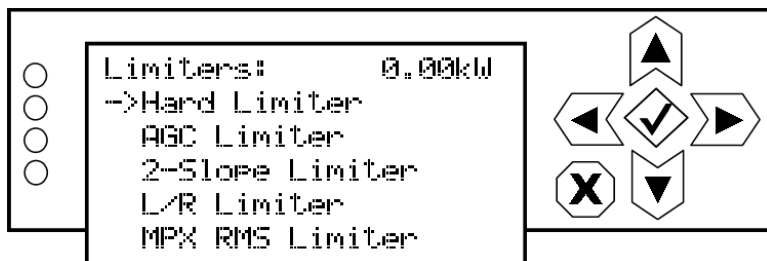 Limiters: 0.00kW
->Hard Limiter
AGC Limiter
2-Slope Limiter
L/R Limiter
MPX RMS Limiter
X